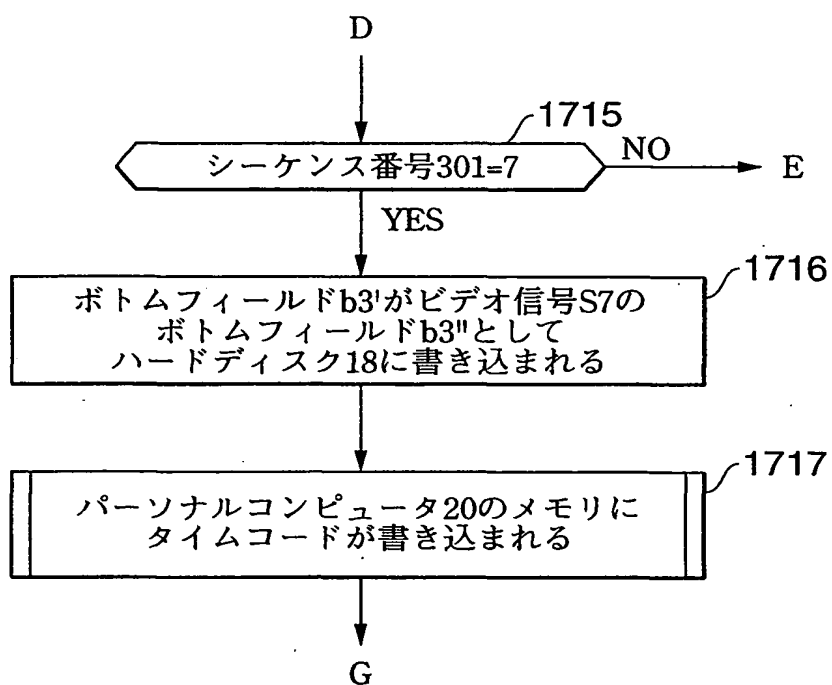 D
1715
シーケンス番号301=7
NO
E
YES
1716
ボトムフィールドb3'がビデオ信号S7の
ボトムフィールドb3"として
ハードディスク18に書き込まれる
1717
パーソナルコンピュータ20のメモリに
タイムコードが書き込まれる
G